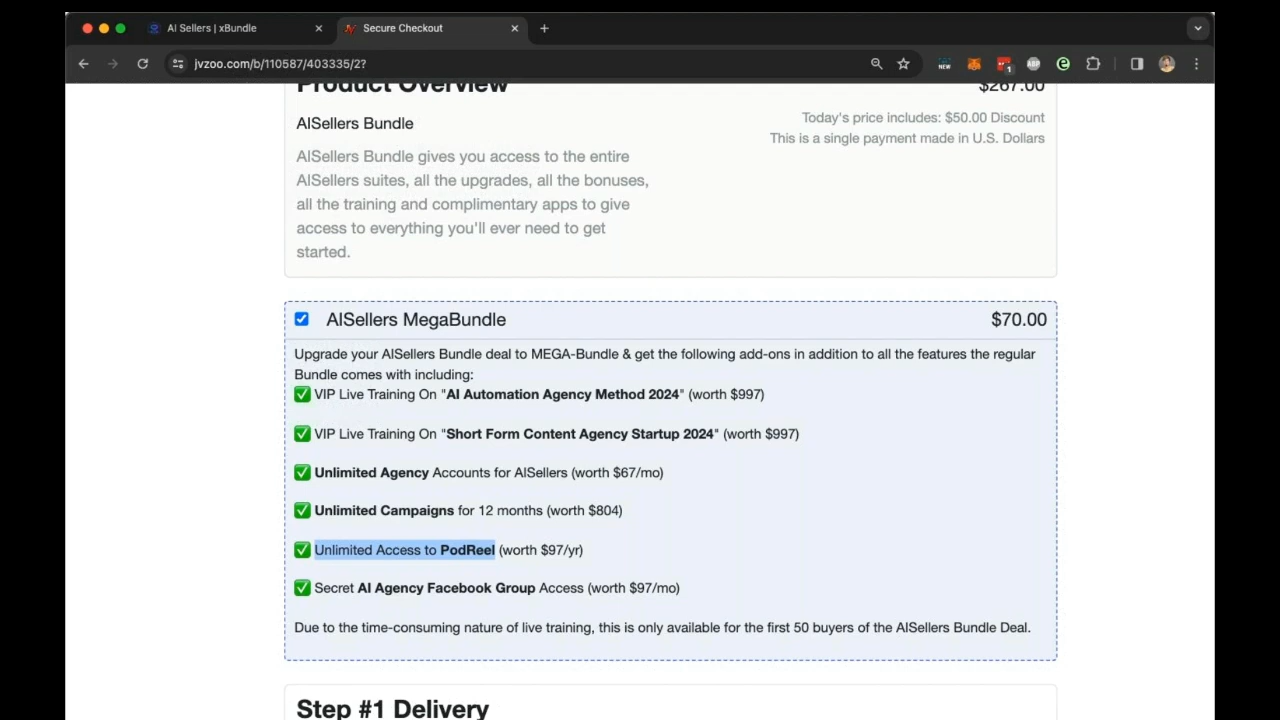 AI Sellers | xBundle
Secure Checkout
jvzoo.com/b/110587/403335/2?
NEW
1
ABP
Product Overview
$267.00
AISellers Bundle
Today's price includes: $50.00 Discount
This is a single payment made in U.S. Dollars
AISellers Bundle gives you access to the entire
AISellers suites, all the upgrades, all the bonuses,
all the training and complimentary apps to give
access to everything you'll ever need to get
started.
AISellers MegaBundle
$70.00
Upgrade your AISellers Bundle deal to MEGA-Bundle & get the following add-ons in addition to all the features the regular
Bundle comes with including:
✅ VIP Live Training On "AI Automation Agency Method 2024" (worth $997)
✅ VIP Live Training On "Short Form Content Agency Startup 2024" (worth $997)
✅ Unlimited Agency Accounts for AISellers (worth $67/mo)
✅ Unlimited Campaigns for 12 months (worth $804)
✅ Unlimited Access to PodReel (worth $97/yr)
✅ Secret AI Agency Facebook Group Access (worth $97/mo)
Due to the time-consuming nature of live training, this is only available for the first 50 buyers of the AISellers Bundle Deal.
Step #1 Delivery